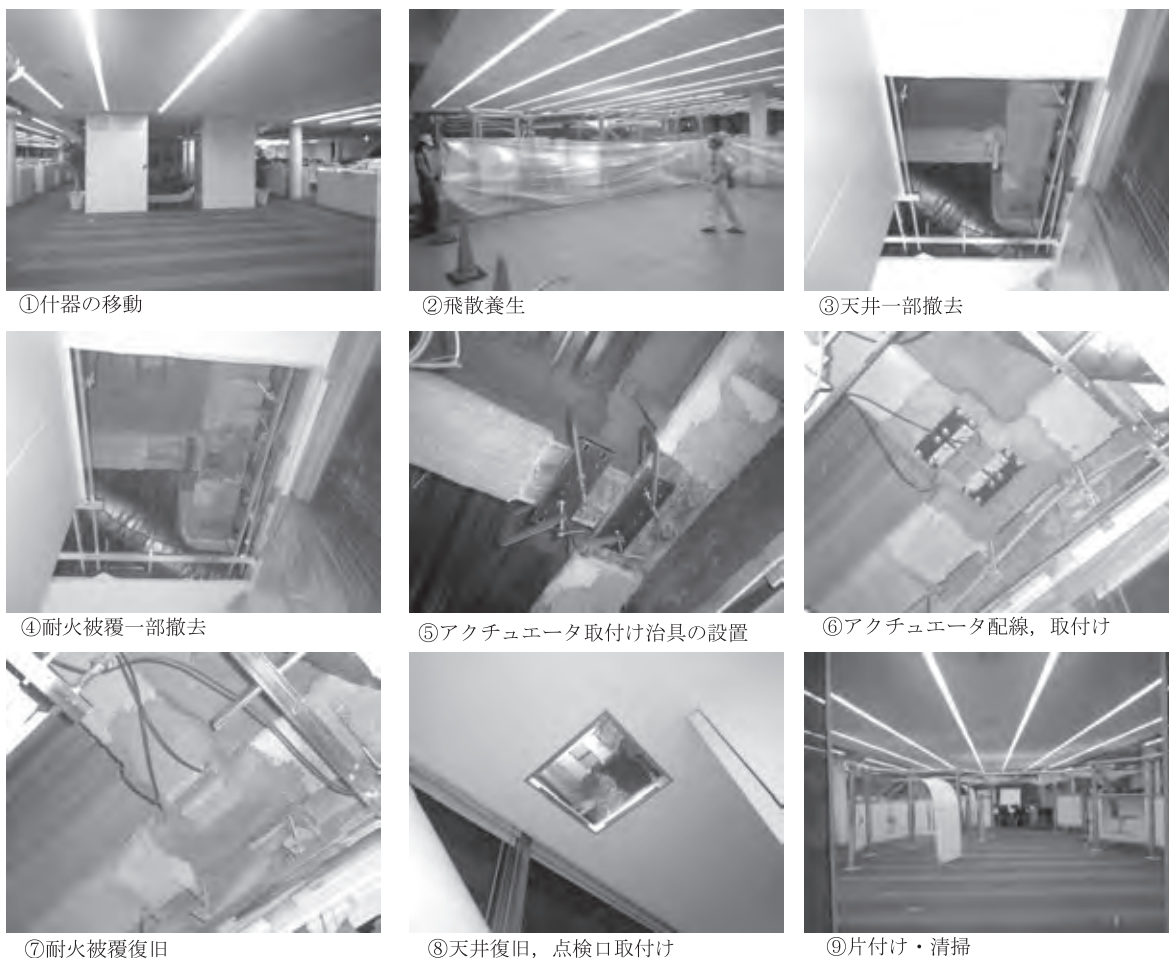 ①什器の移動
②飛散養生
③天井一部撤去
④耐火被覆一部撤去
⑤アクチュエータ取付け治具の設置
⑥アクチュエータ配線，取付け
⑦耐火被覆復旧
⑧天井復旧，点検口取付け
⑨片付け・清掃